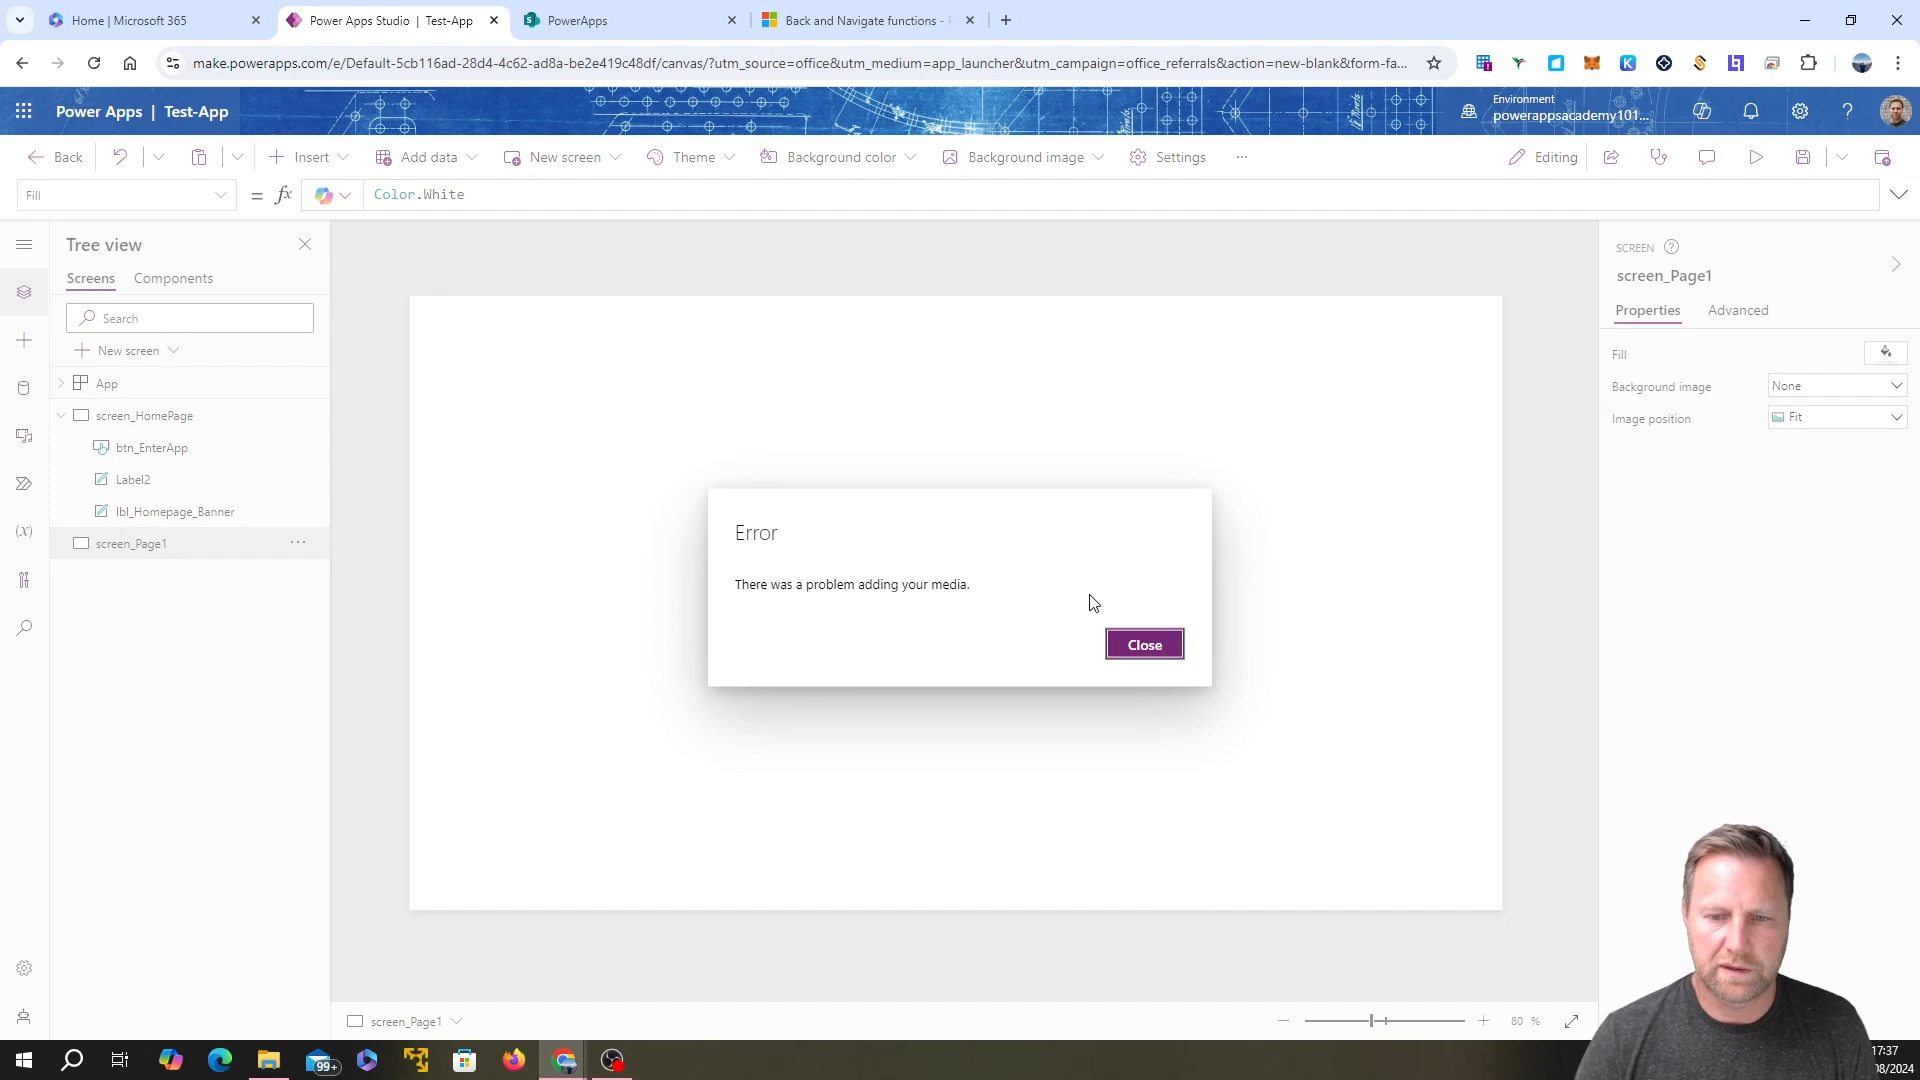 Home | Microsoft 365
Power Apps Studio | Test-App
PowerApps
Back and Navigate functions -
make.powerapps.com/e/Default-5cb116ad-28d4-4c62-ad8a-be2e419c48df/canvas/?utm_source=office&utm_medium=app_launcher&utm_campaign=office_referrals&action=new-blank&form-fa...
Power Apps | Test-App
Environment
powerappsacademy101...
Back
Insert
Add data
New screen
Theme
Background color
Background image
Settings
Editing
Fill
= fx
Color.White
Tree view
Screens
Components
Search
New screen
App
screen_HomePage
btn_EnterApp
Label2
lbl_Homepage_Banner
screen_Page1
Error
There was a problem adding your media.
Close
SCREEN
screen_Page1
Properties
Advanced
Fill
Background image
None
Image position
Fit
screen_Page1
80 %
99+
17:37
08/2024